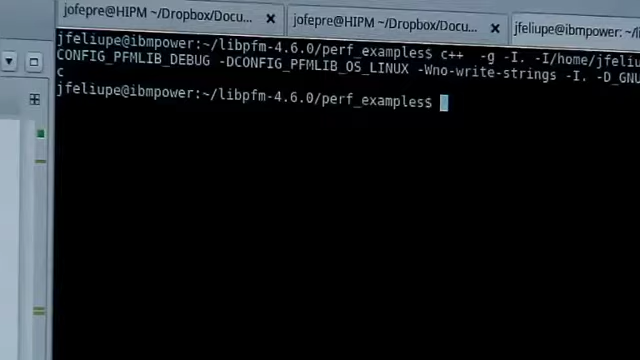 jofepre@HIPM ~/Dropbox/Docu... × jofepre@HIPM ~/Dropbox/Docu... × jfeliupe@ibmpower: ~/li
jfeliupe@ibmpower:~/libpfm-4.6.0/perf_examples$ c++ -g -I. -I/home/jfeliu
CONFIG_PFMLIB_DEBUG -DCONFIG_PFMLIB_OS_LINUX -Wno-write-strings -I. -D_GNU
c
jfeliupe@ibmpower:~/libpfm-4.6.0/perf_examples$